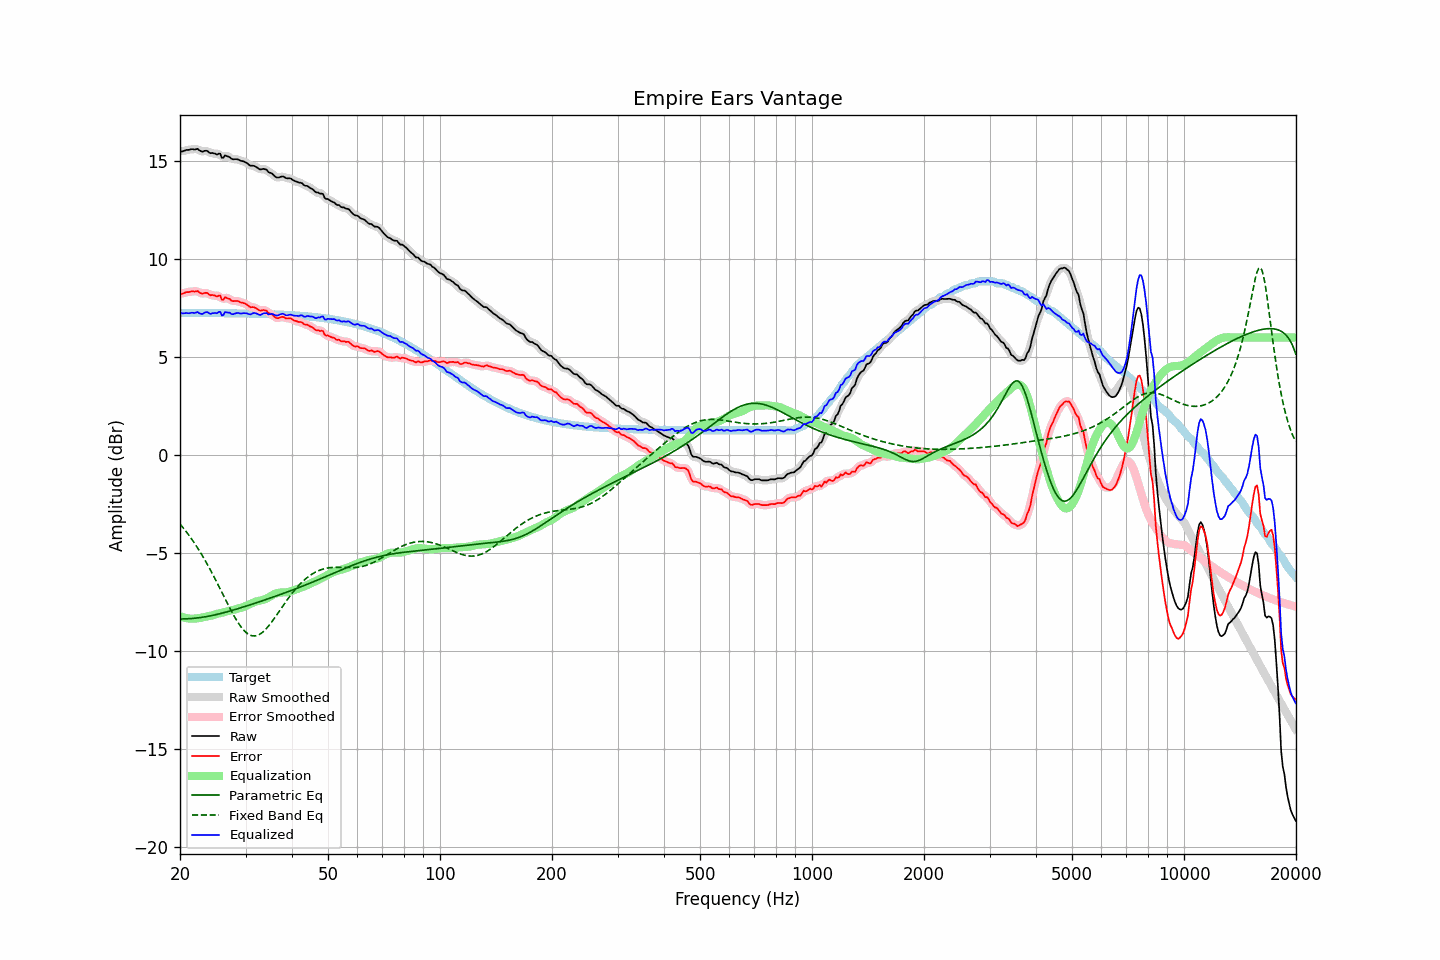 Empire Ears Vantage
Amplitude (dBr)
15
10
5
0
−5
−10
−15
−20
Target
Raw Smoothed
Error Smoothed
Raw
Error
Equalization
Parametric Eq
Fixed Band Eq
Equalized
20 50 100 200 500 1000 2000 5000 10000 20000
Frequency (Hz)